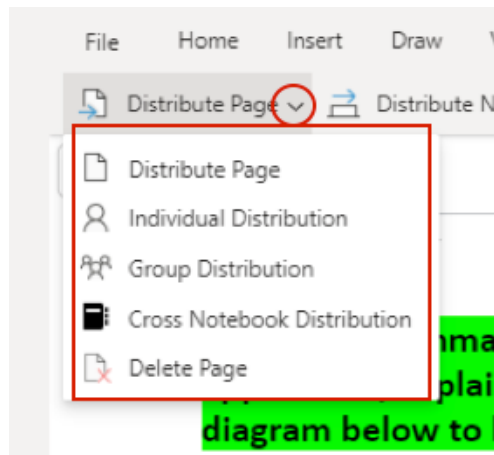 File Home Insert Draw
Distribute Page Distribute N
Distribute Page
Individual Distribution
Group Distribution
Cross Notebook Distribution
Delete Page
diagram below to